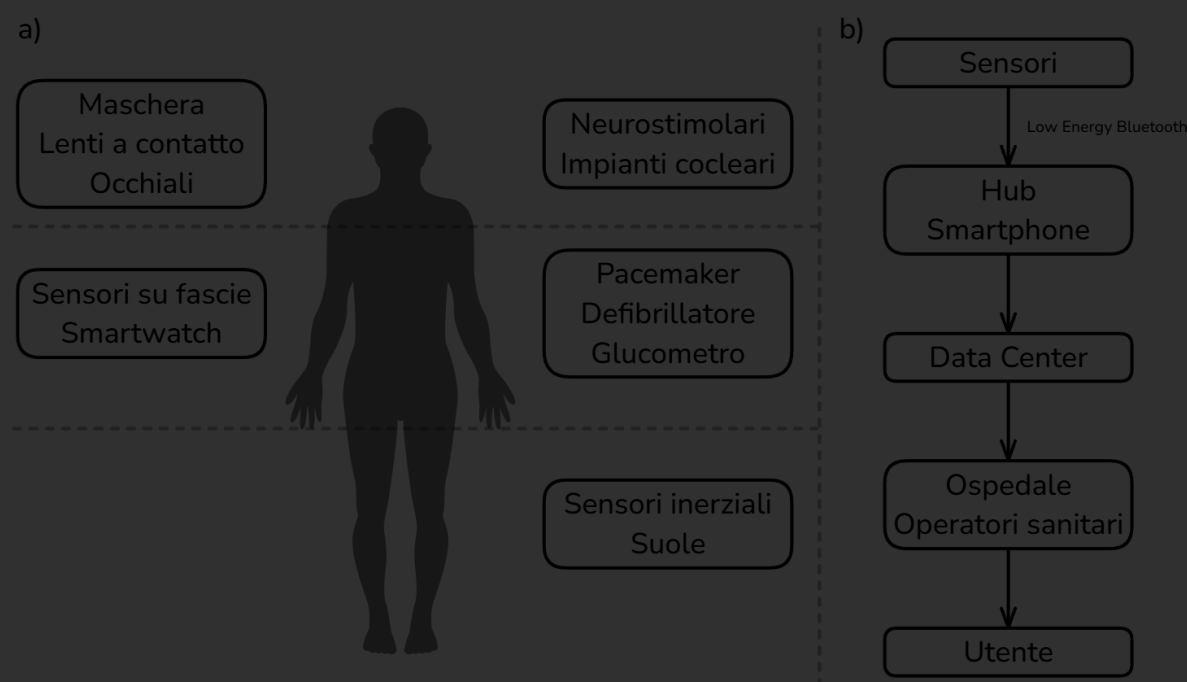 a)
Maschera
Lenti a contatto
Occhiali
Neurostimolari
Impianti cocleari
Sensori su fascie
Smartwatch
Pacemaker
Defibrillatore
Glucometro
Sensori inerziali
Suole
b)
Sensori
Low Energy Bluetooth
Hub
Smartphone
Data Center
Ospedale
Operatori sanitari
Utente